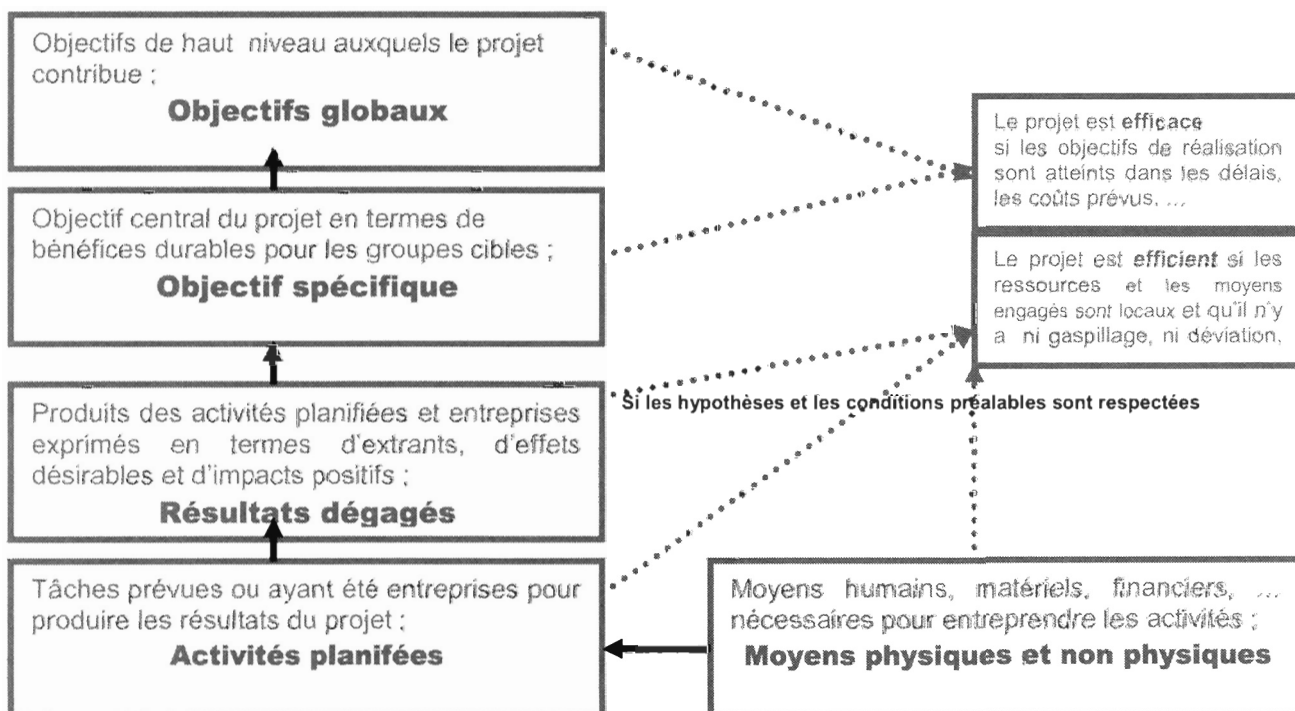 Objectifs de haut niveau auxquels le projet
contribue ;
Objectifs globaux
Objectif central du projet en termes de
bénéfices durables pour les groupes cibles ;
Objectif spécifique
Produits des activités planifiées et entreprises
exprimés en termes d'extrants, d'effets
désirables et d'impacts positifs ;
Résultats dégagés
Tâches prévues ou ayant été entreprises pour
produire les résultats du projet ;
Activités planifées
Le projet est efficace
si les objectifs de réalisation
sont atteints dans les délais,
les coûts prévus, ...
Le projet est efficient si les
ressources et les moyens
engagés sont locaux et qu'il n'y
a ni gaspillage, ni déviation,
Si les hypothèses et les conditions préalables sont respectées
Moyens humains, matériels, financiers, ...
nécessaires pour entreprendre les activités ;
Moyens physiques et non physiques